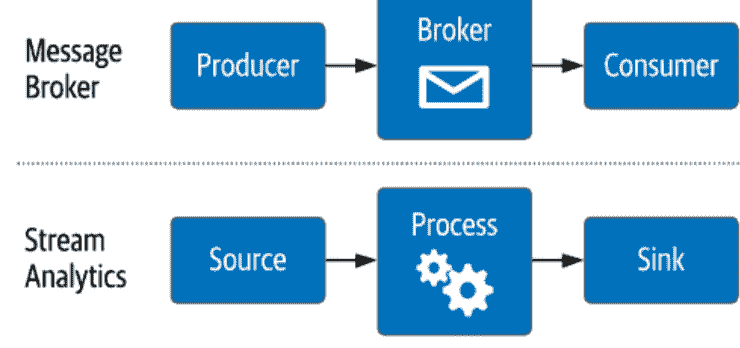 Message
Broker
Producer
Broker
Consumer
Stream
Analytics
Source
Process
Sink